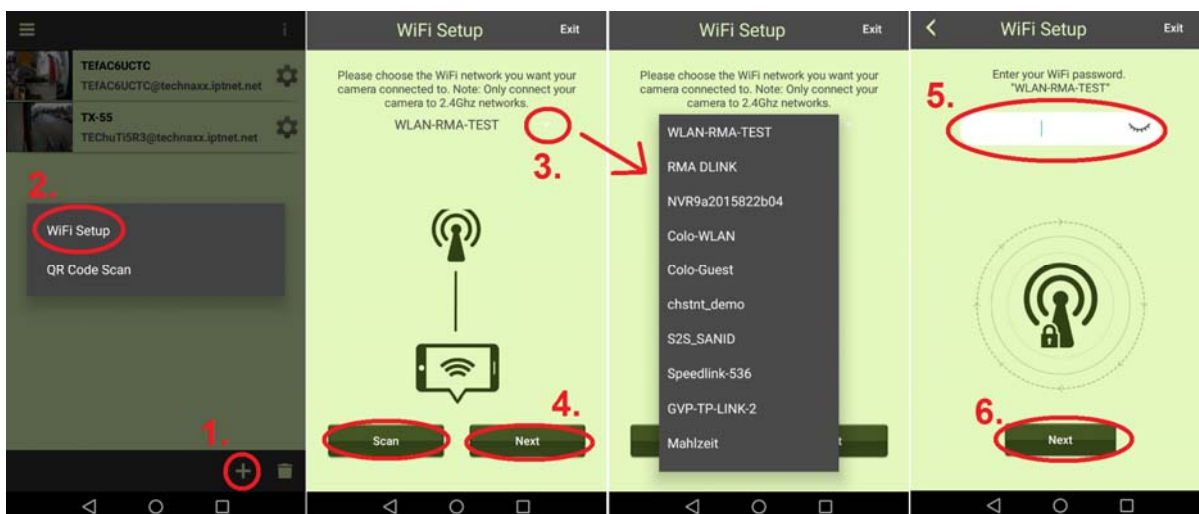 TEfAC6UCTC
TEfAC6UCTC@technaxx.iptnet.net
TX-55
TEChuTi5R3@technaxx.iptnet.net
2.
WiFi Setup
QR Code Scan
1.
WiFi Setup
Exit
Please choose the WiFi network you want your
camera connected to. Note: Only connect your
camera to 2.4Ghz networks.
WLAN-RMA-TEST
3.
4.
Scan
Next
WiFi Setup
Exit
Please choose the WiFi network you want your
camera connected to. Note: Only connect your
camera to 2.4Ghz networks.
WLAN-RMA-TEST
RMA DLINK
NVR9a2015822b04
Colo-WLAN
Colo-Guest
chstnt_demo
S2S_SANID
Speedlink-536
GVP-TP-LINK-2
Mahlzeit
t
WiFi Setup
Exit
Enter your WiFi password.
"WLAN-RMA-TEST"
5.
6.
Next